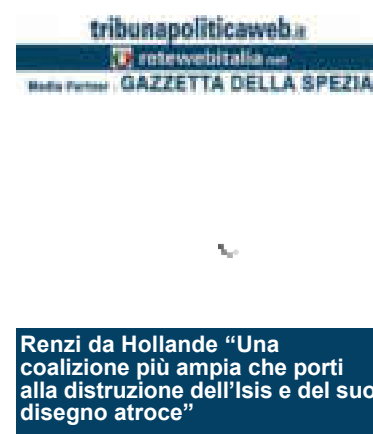 tribunapoliticaweb.it
retewebitalia.net
Media Partner : GAZZETTA DELLA SPEZIA
Renzi da Hollande “Una
coalizione più ampia che porti
alla distruzione dell’Isis e del suo
disegno atroce”